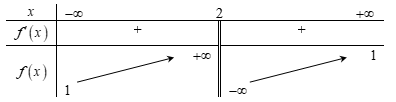 x −∞ 2 +∞
f'(x) + +
+∞ 1
f(x)
1 −∞